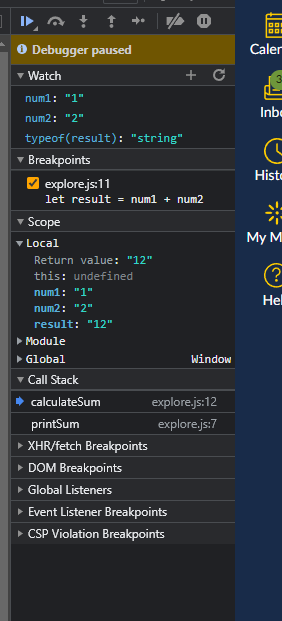 Debugger paused
Watch
num1: "1"
num2: "2"
typeof(result): "string"
Breakpoints
explore.js:11
let result = num1 + num2
Scope
Local
Return value: "12"
this: undefined
num1: "1"
num2: "2"
result: "12"
Module
Global Window
Call Stack
calculateSum explore.js:12
printSum explore.js:7
XHR/fetch Breakpoints
DOM Breakpoints
Global Listeners
Event Listener Breakpoints
CSP Violation Breakpoints
Calen
3
Inbo
Histo
My M
Hel